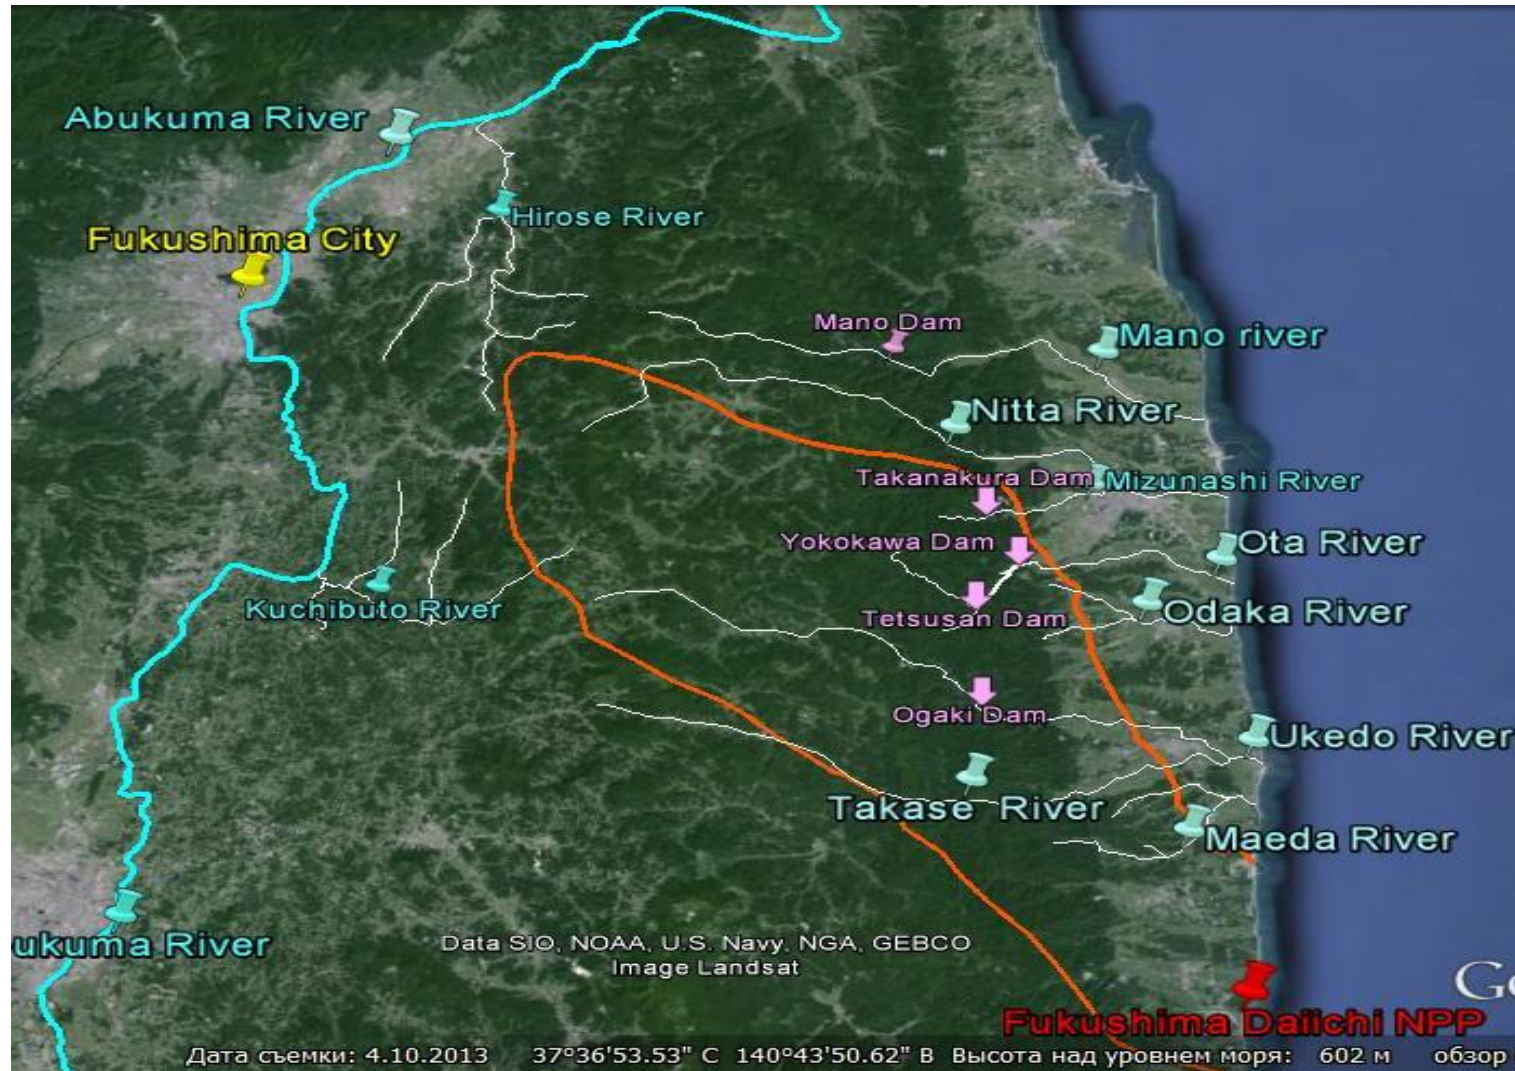 Abukuma River
Hirose River
Fukushima City
Mano Dam
Mano river
Nitta River
Takanakura Dam
Mizunashi River
Yokokawa Dam
Ota River
Kuchibuto River
Odaka River
Tetsusan Dam
Ogaki Dam
Ukedo River
Takase River
Maeda River
ukuma River
Data SIO, NOAA, U.S. Navy, NGA, GEBCO
Image Landsat
Go
Fukushima Daiichi NPP
Дата съемки: 4.10.2013 37°36'53.53" С 140°43'50.62" В Высота над уровнем моря: 602 м обзор